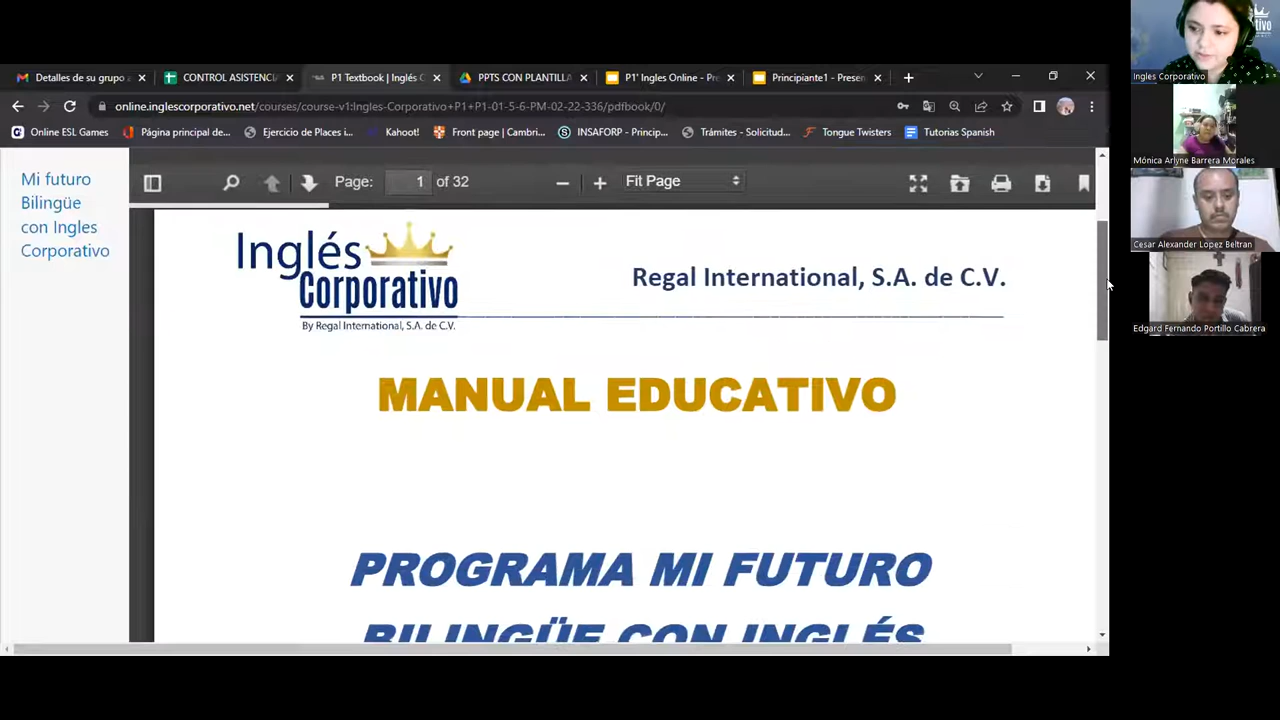 Detalles de su grupo a
CONTROL ASISTENCIA
P1 Textbook | Inglés C
PPTS CON PLANTILLA
P1' Ingles Online - Pre
Principiante1 - Presen
online.inglescorporativo.net/courses/course-v1:Ingles-Corporativo+P1+P1-01-5-6-PM-02-22-336/pdfbook/0/
Online ESL Games
Página principal de...
Ejercicio de Places i...
Kahoot!
Front page | Cambri...
INSAFORP - Princip...
Trámites - Solicitud...
Tongue Twisters
Tutorias Spanish
Mi futuro
Bilingüe
con Ingles
Corporativo
Page: 1 of 32
Fit Page
Inglés
Corporativo
By Regal International, S.A. de C.V.
Regal International, S.A. de C.V.
MANUAL EDUCATIVO
PROGRAMA MI FUTURO
BILINGÜE CON INGLÉS
Ingles Corporativo
Mónica Arlyne Barrera Morales
Cesar Alexander Lopez Beltran
Edgard Fernando Portillo Cabrera